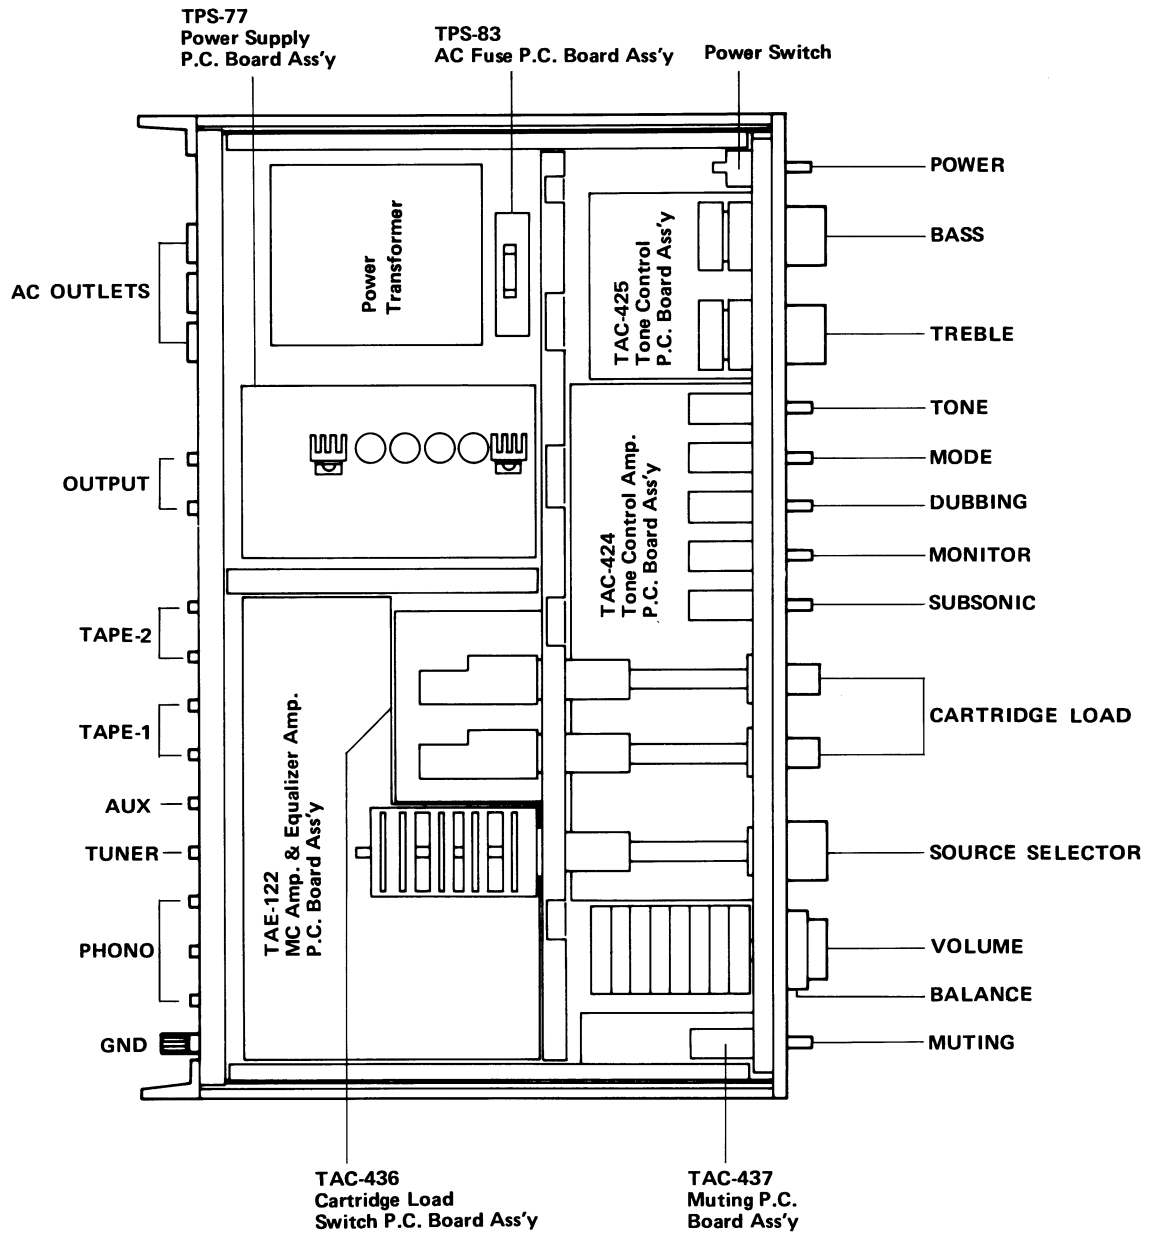 TPS-77
Power Supply
P.C. Board Ass'y
TPS-83
AC Fuse P.C. Board Ass'y
Power Switch
AC OUTLETS
OUTPUT
TAPE-2
TAPE-1
AUX
TUNER
PHONO
GND
Power
Transformer
TAC-425
Tone Control
P.C. Board Ass'y
TAC-424
Tone Control Amp.
P.C. Board Ass'y
TAE-122
MC Amp. & Equalizer Amp.
P.C. Board Ass'y
POWER
BASS
TREBLE
TONE
MODE
DUBBING
MONITOR
SUBSONIC
CARTRIDGE LOAD
SOURCE SELECTOR
VOLUME
BALANCE
MUTING
TAC-436
Cartridge Load
Switch P.C. Board Ass'y
TAC-437
Muting P.C.
Board Ass'y